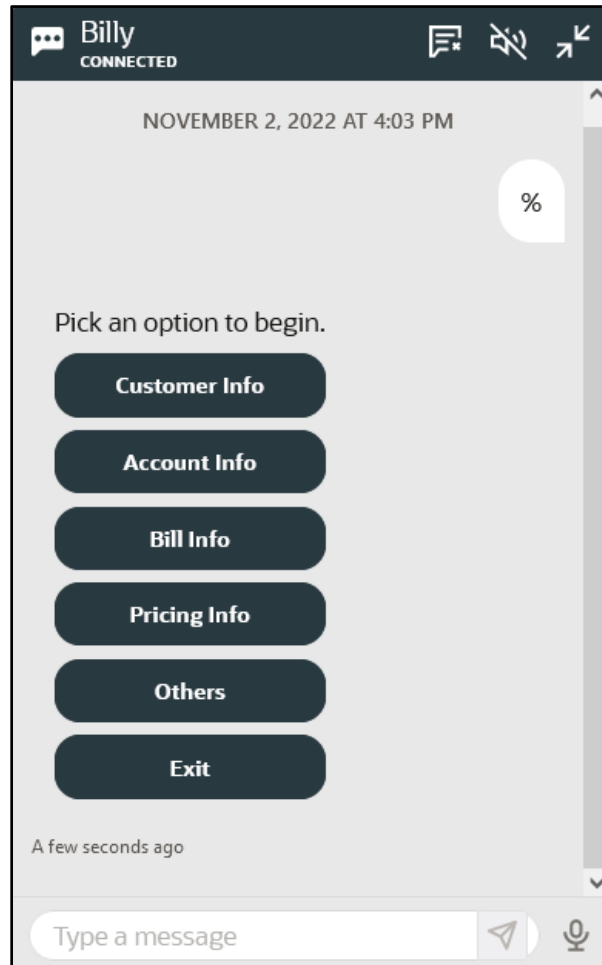 Billy
CONNECTED
NOVEMBER 2, 2022 AT 4:03 PM
%
Pick an option to begin.
Customer Info
Account Info
Bill Info
Pricing Info
Others
Exit
A few seconds ago
Type a message